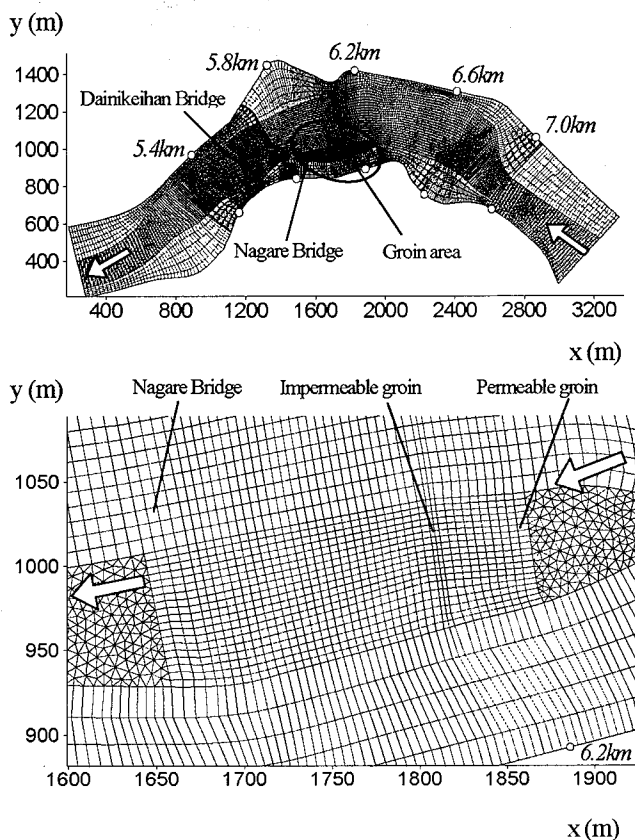 y (m)
1400
1200
1000
800
600
400
5.8km
6.2km
6.6km
7.0km
5.4km
Dainikeihan Bridge
Nagare Bridge
Groin area
400 800 1200 1600 2000 2400 2800 3200
x (m)
y (m)
Nagare Bridge
Impermeable groin
Permeable groin
1050
1000
950
900
6.2km
1600 1650 1700 1750 1800 1850 1900
x (m)